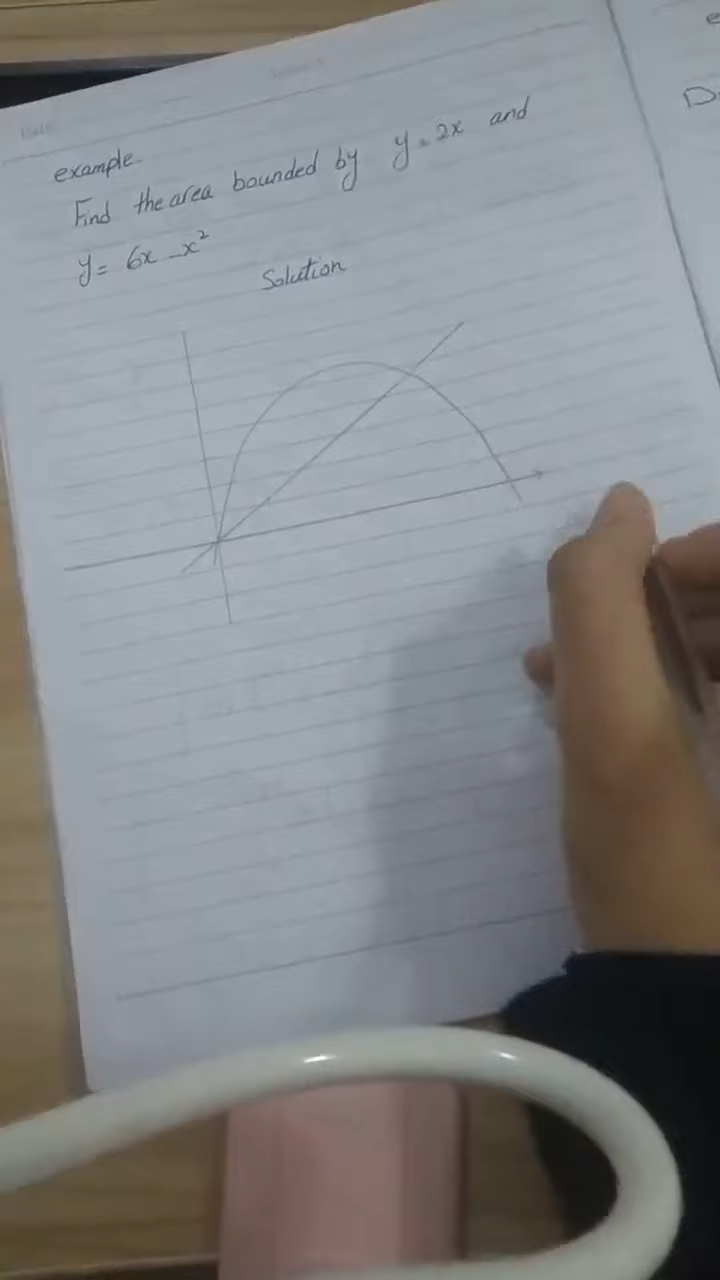 example.
Find the area bounded by y = 2x and
y = 6x - x²
Solution